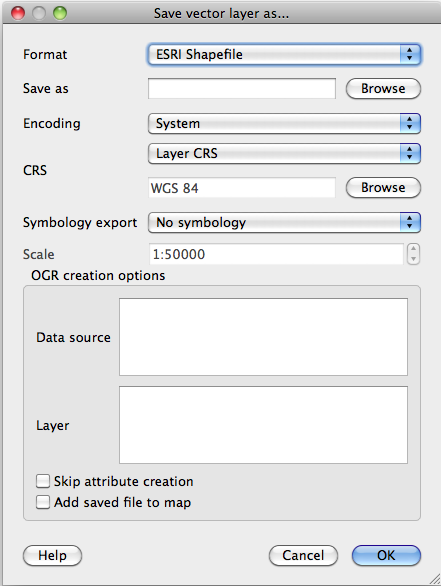 Save vector layer as...
Format ESRI Shapefile
Save as Browse
Encoding System
Layer CRS
CRS
WGS 84 Browse
Symbology export No symbology
Scale 1:50000
OGR creation options
Data source
Layer
Skip attribute creation
Add saved file to map
Help Cancel OK